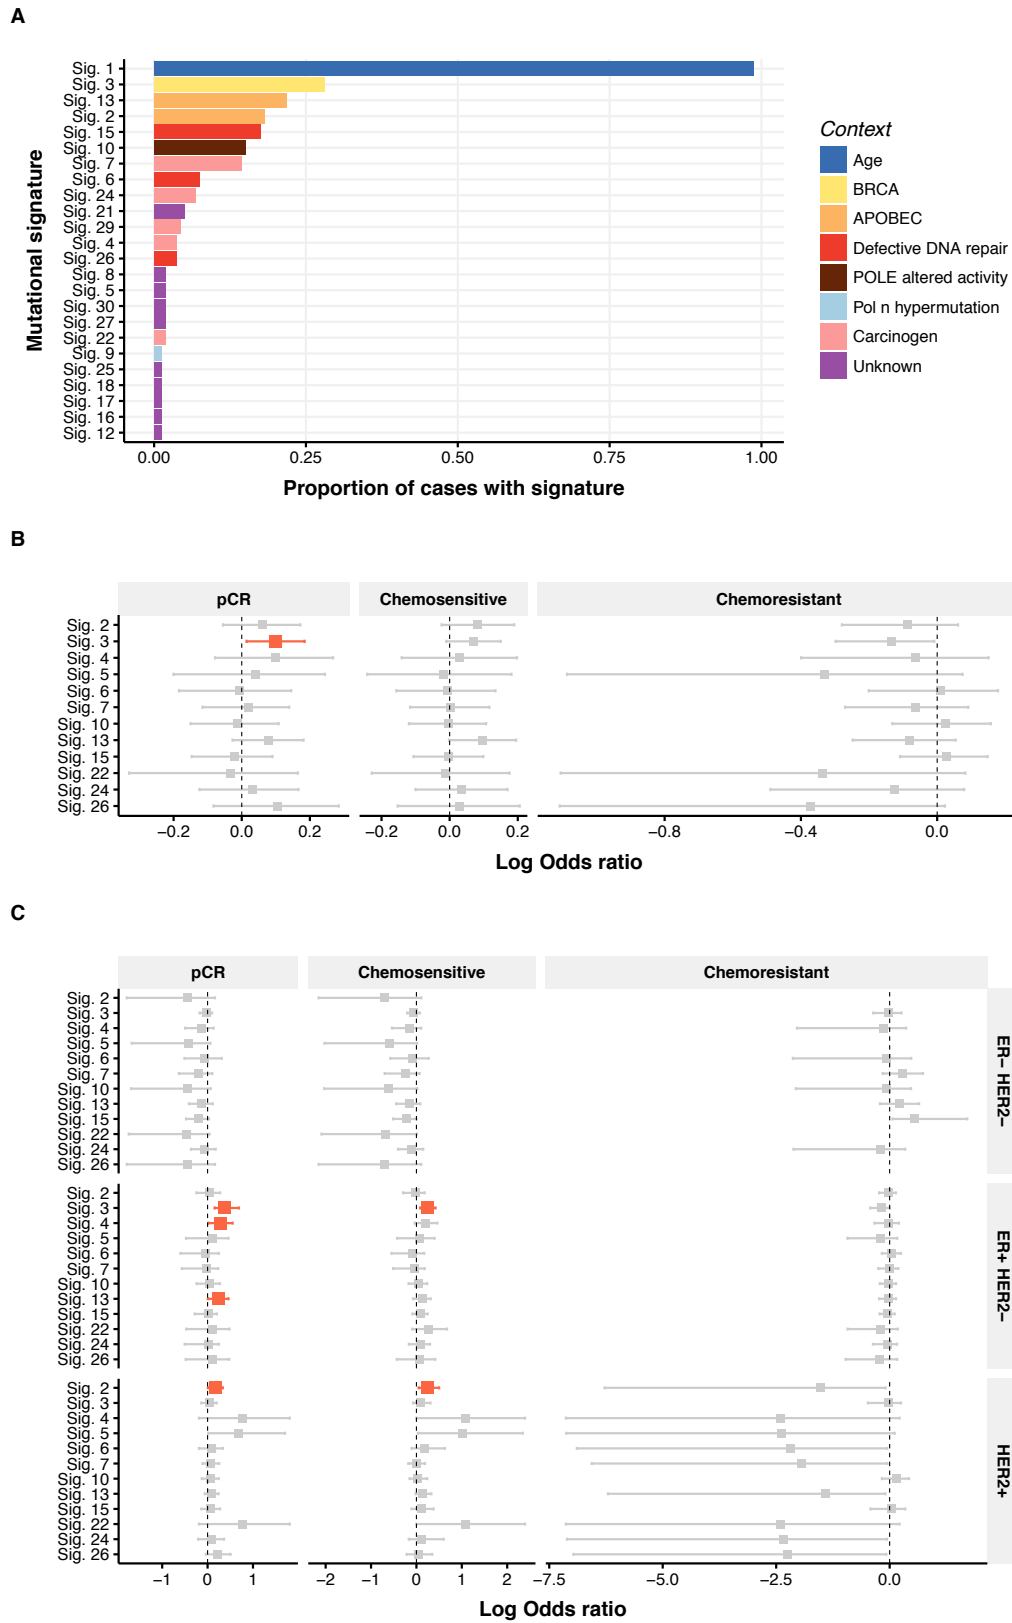 A
Mutational signature
Sig. 1
Sig. 3
Sig. 13
Sig. 2
Sig. 15
Sig. 10
Sig. 7
Sig. 6
Sig. 24
Sig. 21
Sig. 29
Sig. 4
Sig. 26
Sig. 8
Sig. 5
Sig. 30
Sig. 27
Sig. 22
Sig. 9
Sig. 25
Sig. 18
Sig. 17
Sig. 16
Sig. 12
0.00 0.25 0.50 0.75 1.00
Proportion of cases with signature
Context
Age
BRCA
APOBEC
Defective DNA repair
POLE altered activity
Pol n hypermutation
Carcinogen
Unknown
B
pCR Chemosensitive Chemoresistant
Sig. 2
Sig. 3
Sig. 4
Sig. 5
Sig. 6
Sig. 7
Sig. 10
Sig. 13
Sig. 15
Sig. 22
Sig. 24
Sig. 26
−0.2 0.0 0.2 −0.2 0.0 0.2 −0.8 −0.4 0.0
Log Odds ratio
C
pCR Chemosensitive Chemoresistant
Sig. 2
Sig. 3
Sig. 4
Sig. 5
Sig. 6
Sig. 7
Sig. 10
Sig. 13
Sig. 15
Sig. 22
Sig. 24
Sig. 26
ER− HER2−
Sig. 2
Sig. 3
Sig. 4
Sig. 5
Sig. 6
Sig. 7
Sig. 10
Sig. 13
Sig. 15
Sig. 22
Sig. 24
Sig. 26
ER+ HER2−
Sig. 2
Sig. 3
Sig. 4
Sig. 5
Sig. 6
Sig. 7
Sig. 10
Sig. 13
Sig. 15
Sig. 22
Sig. 24
Sig. 26
HER2+
−1 0 1 −2 −1 0 1 2 −7.5 −5.0 −2.5 0.0
Log Odds ratio